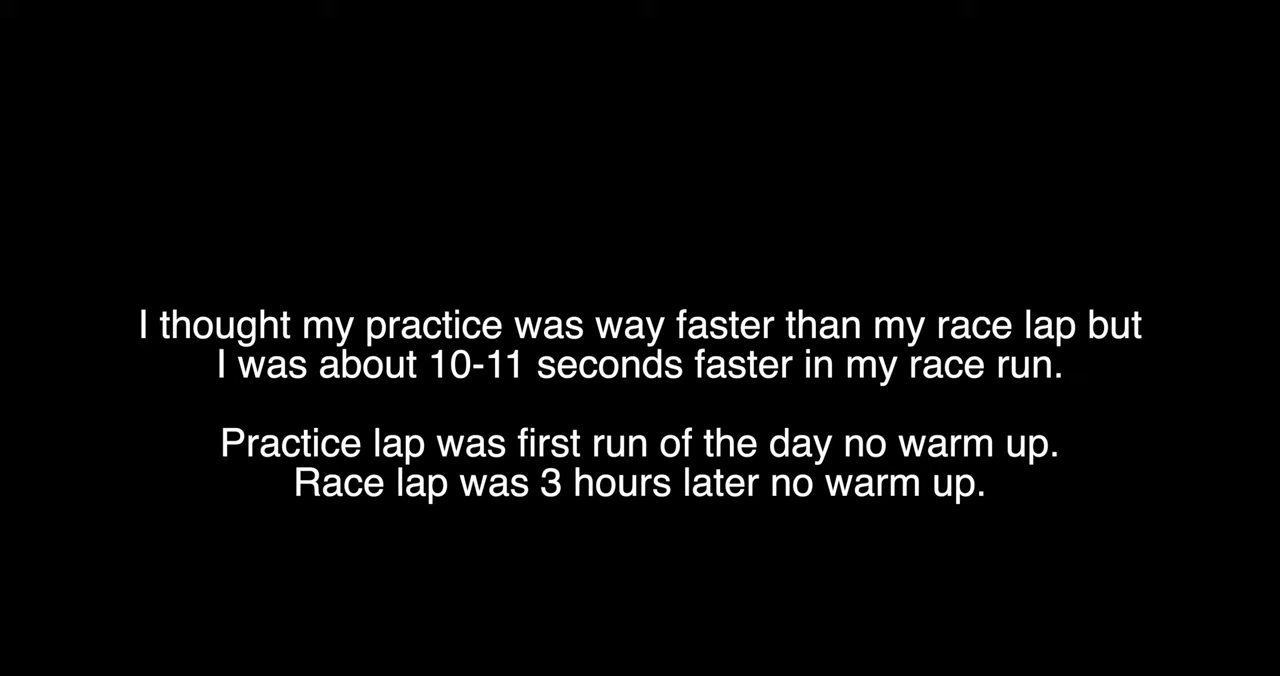 I thought my practice was way faster than my race lap but
I was about 10-11 seconds faster in my race run.
Practice lap was first run of the day no warm up.
Race lap was 3 hours later no warm up.